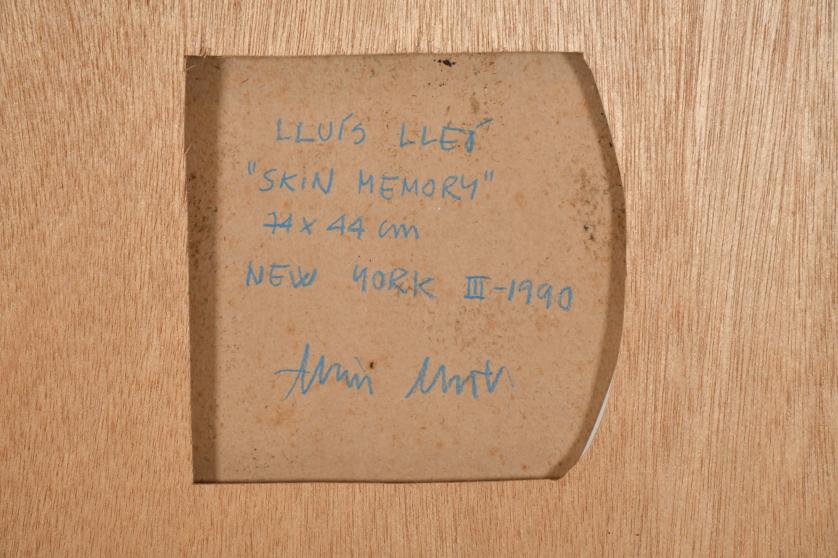 LLUÍS LLEÓ
"SKiN MEMORY"
74 x 44 cm
NEW YORK III-1990